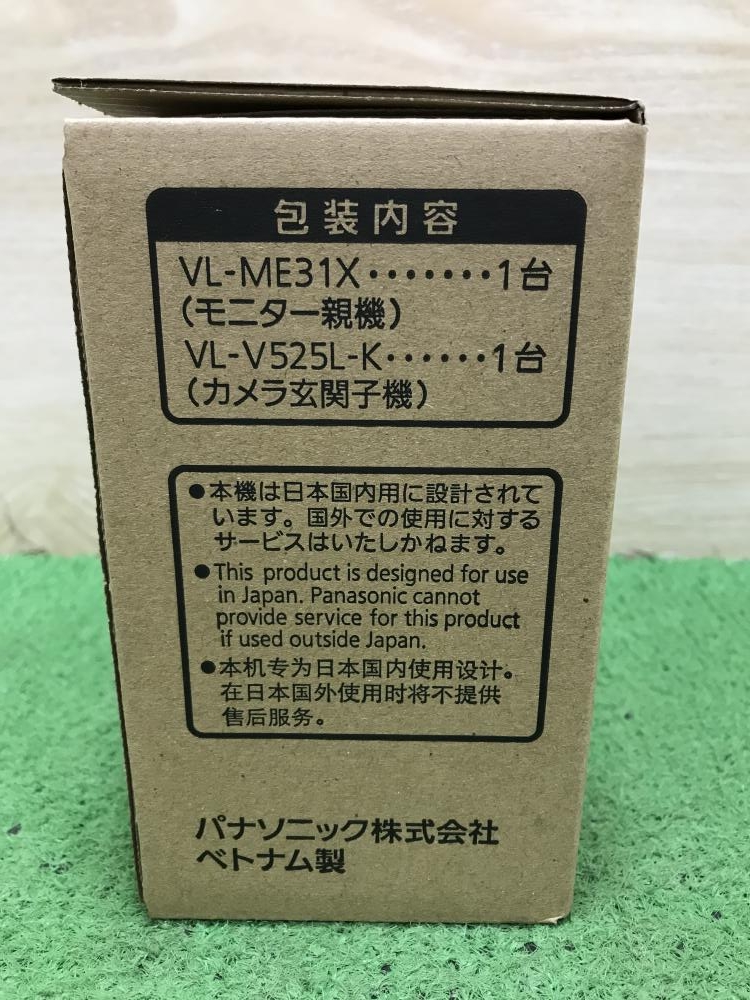 包装内容
VL-ME31X・・・・・・・1台
(モニター親機)
VL-V525L-K・・・・・・1台
(カメラ玄関子機)
●本機は日本国内用に設計されて
います。国外での使用に対する
サービスはいたしかねます。
●This product is designed for use
in Japan. Panasonic cannot
provide service for this product
if used outside Japan.
●本机专为日本国内使用设计。
在日本国外使用时将不提供
售后服务。
パナソニック株式会社
ベトナム製